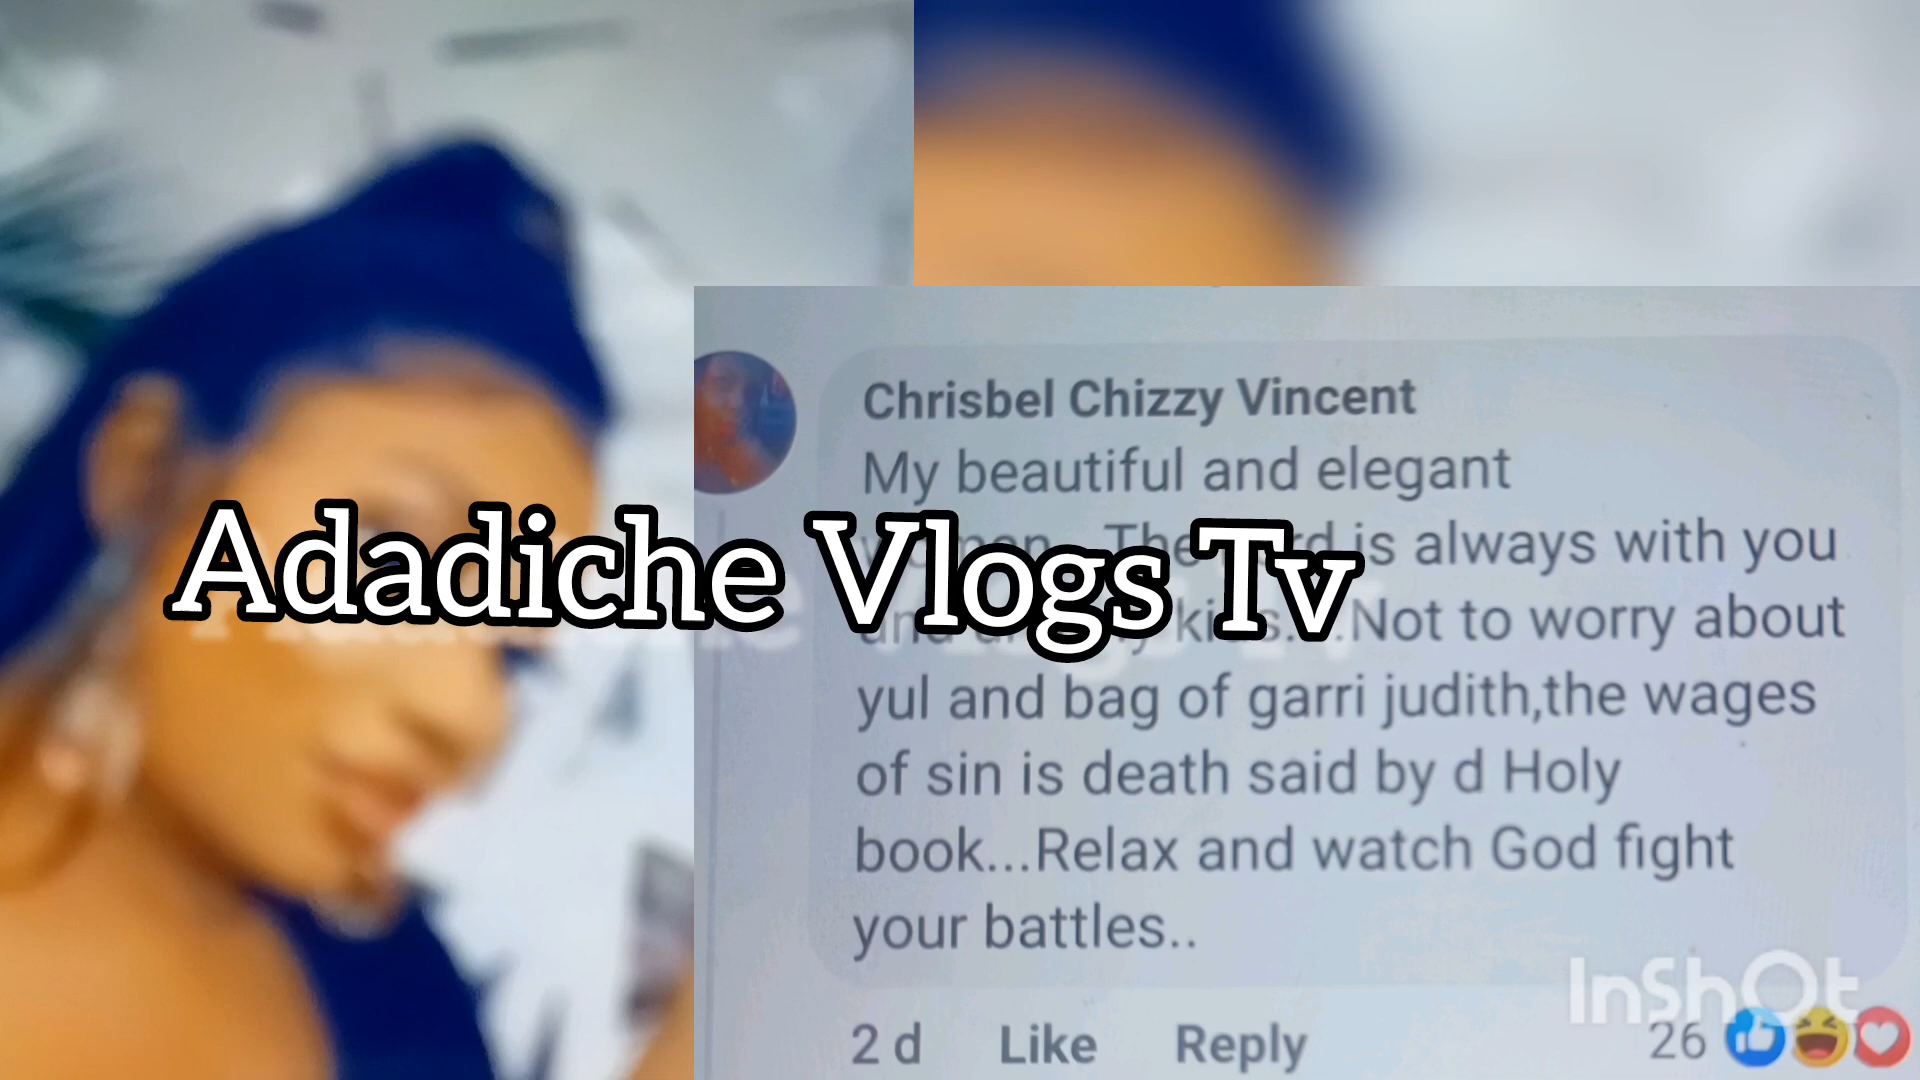 Adadiche Vlogs Tv
Chrisbel Chizzy Vincent
My beautiful and elegant
is always with you
Not to worry about
yul and bag of garri judith,the wages
of sin is death said by d Holy
book...Relax and watch God fight
your battles..
2 d Like Reply 26
InShOt